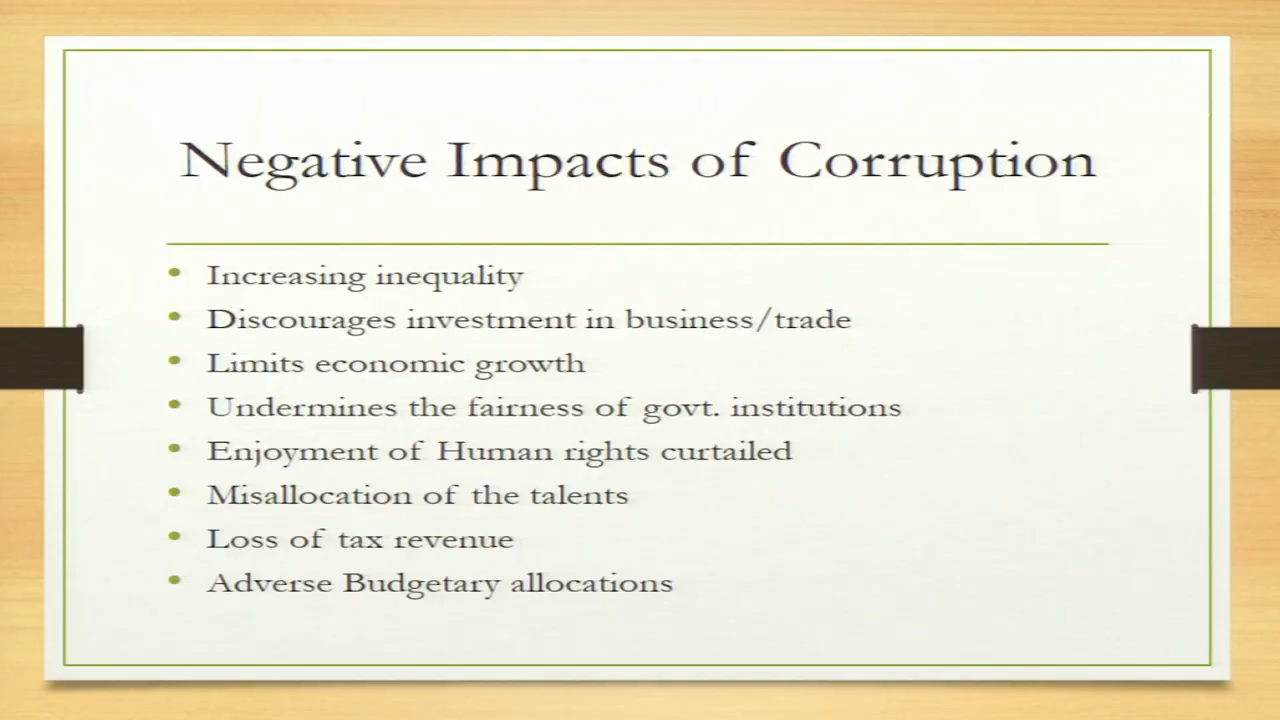 Negative Impacts of Corruption
• Increasing inequality
• Discourages investment in business/trade
• Limits economic growth
• Undermines the fairness of govt. institutions
• Enjoyment of Human rights curtailed
• Misallocation of the talents
• Loss of tax revenue
• Adverse Budgetary allocations